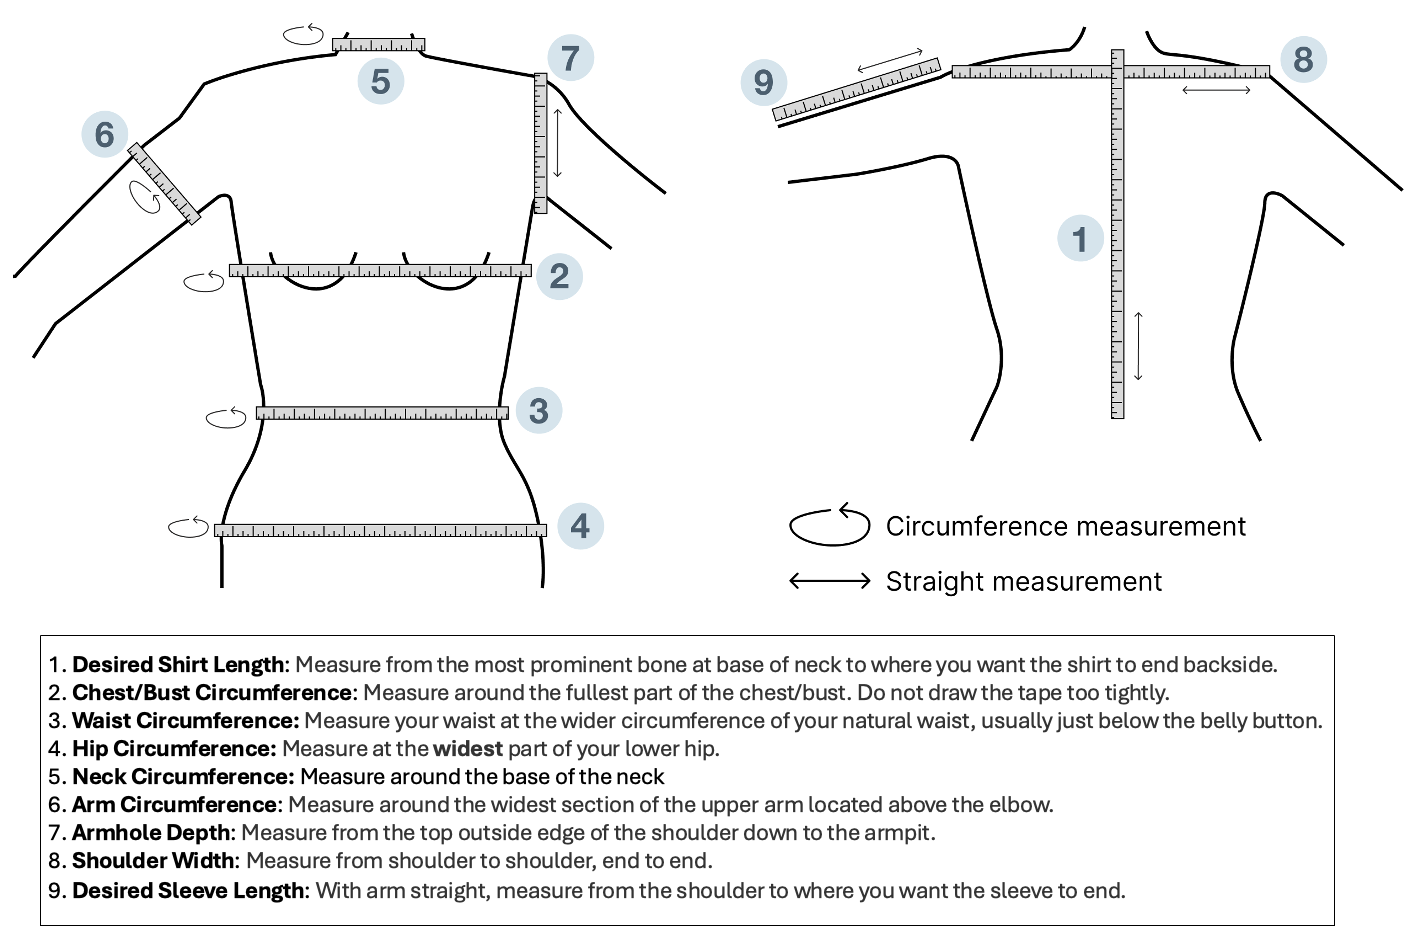 5
7
6
2
3
4
9
8
1
Circumference measurement
Straight measurement
1. Desired Shirt Length: Measure from the most prominent bone at base of neck to where you want the shirt to end backside.
2. Chest/Bust Circumference: Measure around the fullest part of the chest/bust. Do not draw the tape too tightly.
3. Waist Circumference: Measure your waist at the wider circumference of your natural waist, usually just below the belly button.
4. Hip Circumference: Measure at the widest part of your lower hip.
5. Neck Circumference: Measure around the base of the neck
6. Arm Circumference: Measure around the widest section of the upper arm located above the elbow.
7. Armhole Depth: Measure from the top outside edge of the shoulder down to the armpit.
8. Shoulder Width: Measure from shoulder to shoulder, end to end.
9. Desired Sleeve Length: With arm straight, measure from the shoulder to where you want the sleeve to end.